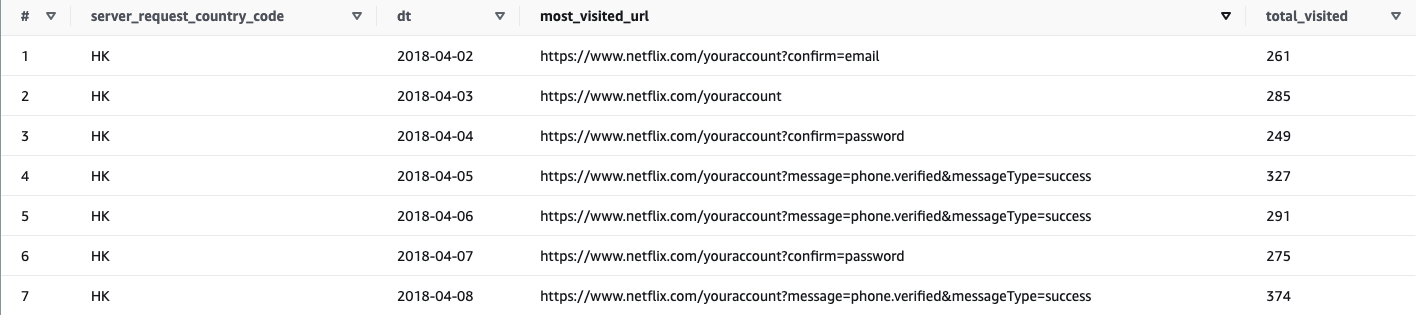 # server_request_country_code dt most_visited_url total_visited
1 HK 2018-04-02 https://www.netflix.com/youraccount?confirm=email 261
2 HK 2018-04-03 https://www.netflix.com/youraccount 285
3 HK 2018-04-04 https://www.netflix.com/youraccount?confirm=password 249
4 HK 2018-04-05 https://www.netflix.com/youraccount?message=phone.verified&messageType=success 327
5 HK 2018-04-06 https://www.netflix.com/youraccount?message=phone.verified&messageType=success 291
6 HK 2018-04-07 https://www.netflix.com/youraccount?confirm=password 275
7 HK 2018-04-08 https://www.netflix.com/youraccount?message=phone.verified&messageType=success 374